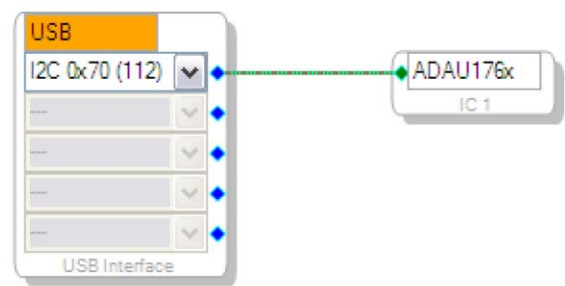 USB
I2C 0x70 (112)
ADAU176x
IC 1
---
---
---
---
USB Interface